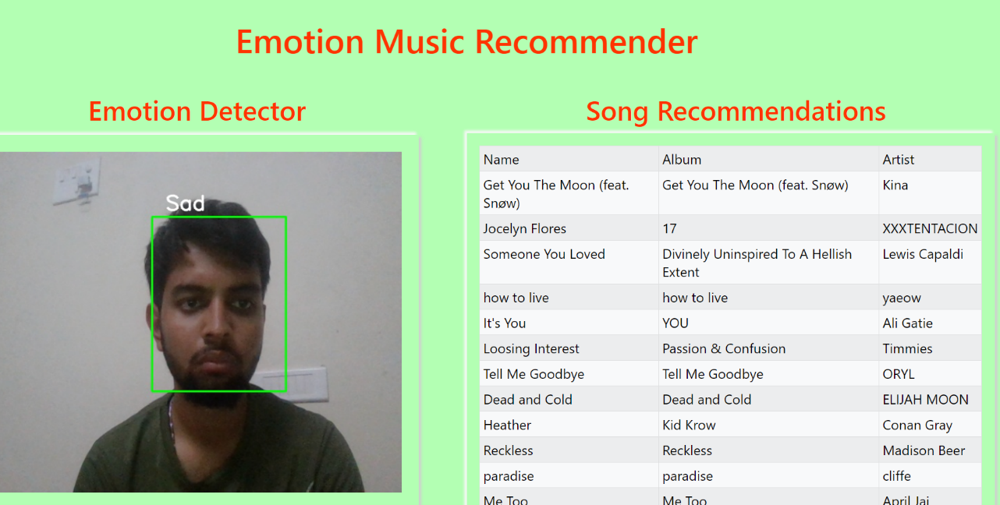 Emotion Music Recommender
Emotion Detector
Sad
Song Recommendations
Name Album Artist
Get You The Moon (feat. Snøw) Get You The Moon (feat. Snøw) Kina
Jocelyn Flores 17 XXXTENTACION
Someone You Loved Divinely Uninspired To A Hellish Extent Lewis Capaldi
how to live how to live yaeow
It's You YOU Ali Gatie
Loosing Interest Passion & Confusion Timmies
Tell Me Goodbye Tell Me Goodbye ORYL
Dead and Cold Dead and Cold ELIJAH MOON
Heather Kid Krow Conan Gray
Reckless Reckless Madison Beer
paradise paradise cliffe
Me Too Me Too April Jai